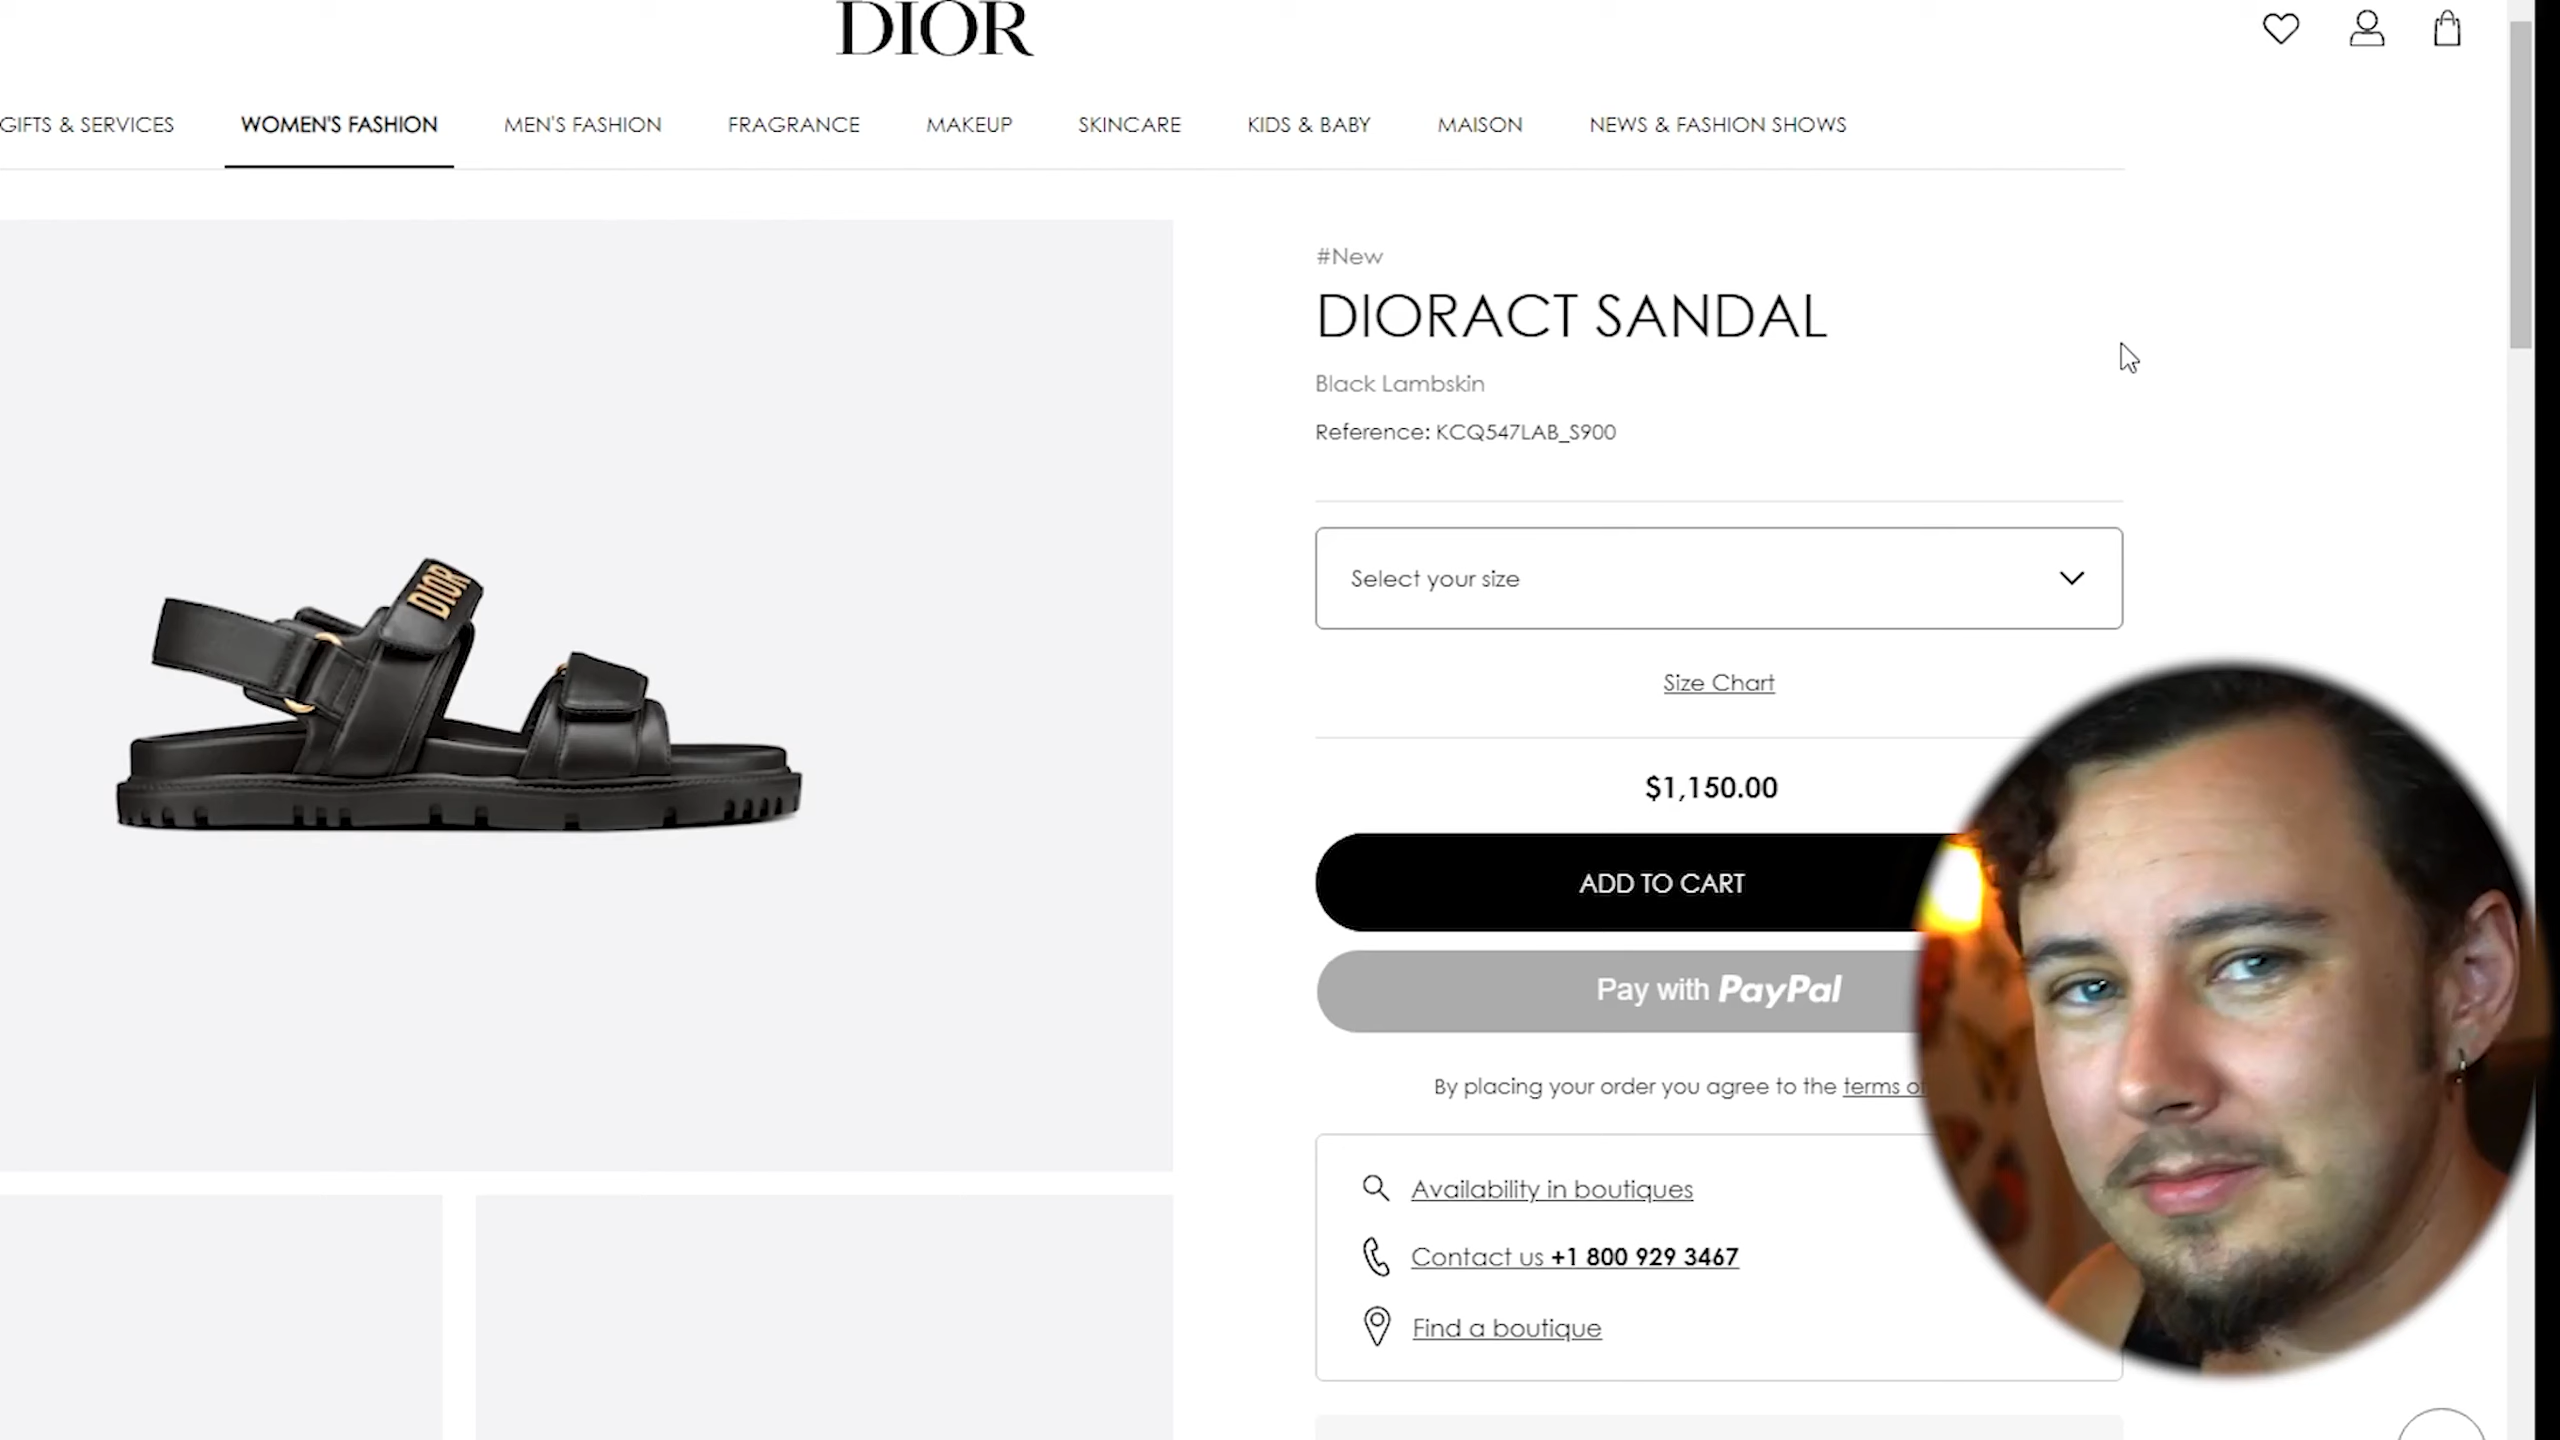 DIOR
GIFTS & SERVICES WOMEN'S FASHION MEN'S FASHION FRAGRANCE MAKEUP SKINCARE KIDS & BABY MAISON NEWS & FASHION SHOWS
#New
DIORACT SANDAL
Black Lambskin
Reference: KCQ547LAB_S900
Select your size
Size Chart
$1,150.00
ADD TO CART
Pay with PayPal
By placing your order you agree to the terms of
Availability in boutiques
Contact us +1 800 929 3467
Find a boutique
DIOR